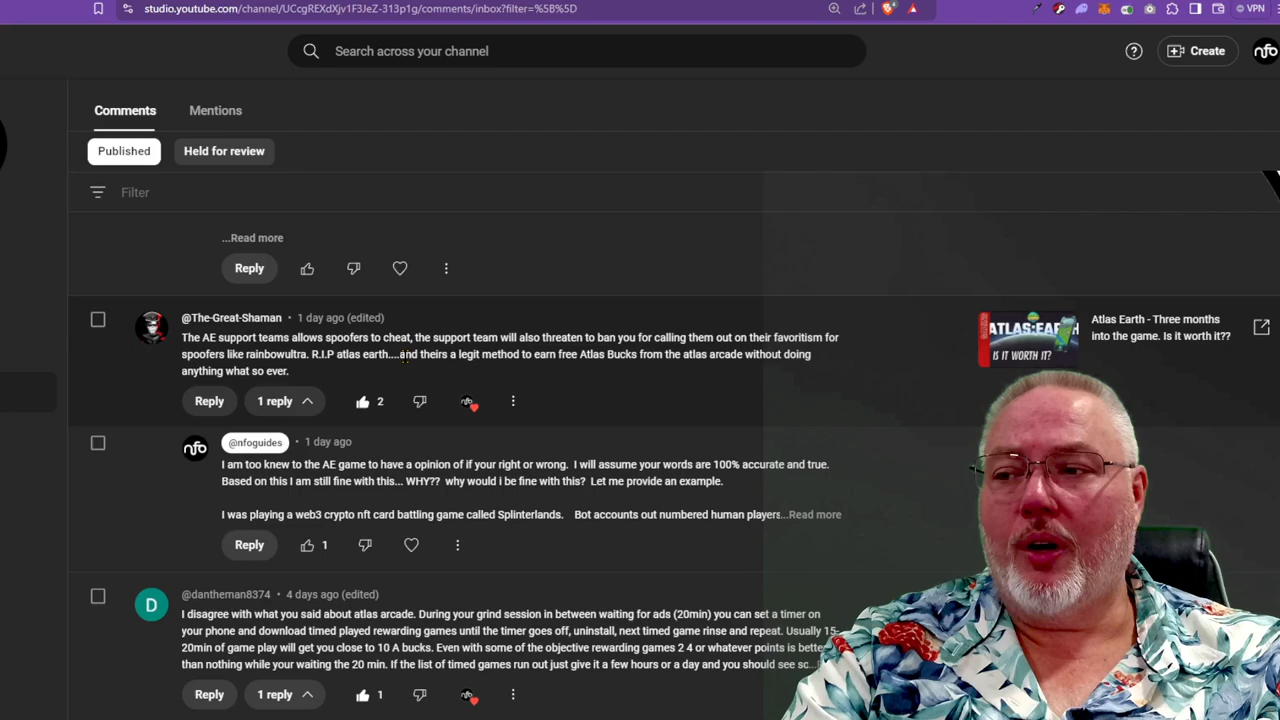 studio.youtube.com/channel/UCcgREXdXjv1F3JeZ-313p1g/comments/inbox?filter=%5B%5D
VPN
Search across your channel
Create
nfo
Comments
Mentions
Published
Held for review
Filter
...Read more
Reply
@The-Great-Shaman • 1 day ago (edited)
The AE support teams allows spoofers to cheat, the support team will also threaten to ban you for calling them out on their favoritism for
spoofers like rainbowultra. R.I.P atlas earth....and theirs a legit method to earn free Atlas Bucks from the atlas arcade without doing
anything what so ever.
ATLAS:EARTH
IS IT WORTH IT?
Atlas Earth - Three months
into the game. Is it worth it??
Reply
1 reply
2
nfo
nfo
@nfoguides • 1 day ago
I am too knew to the AE game to have a opinion of if your right or wrong. I will assume your words are 100% accurate and true.
Based on this I am still fine with this... WHY?? why would i be fine with this? Let me provide an example.
I was playing a web3 crypto nft card battling game called Splinterlands. Bot accounts out numbered human players ...Read more
Reply
1
D
@dantheman8374 • 4 days ago (edited)
I disagree with what you said about atlas arcade. During your grind session in between waiting for ads (20min) you can set a timer on
your phone and download timed played rewarding games until the timer goes off, uninstall, next timed game rinse and repeat. Usually 15-
20min of game play will get you close to 10 A bucks. Even with some of the objective rewarding games 2 4 or whatever points is bette
than nothing while your waiting the 20 min. If the list of timed games run out just give it a few hours or a day and you should see sc...
Reply
1 reply
1
nfo